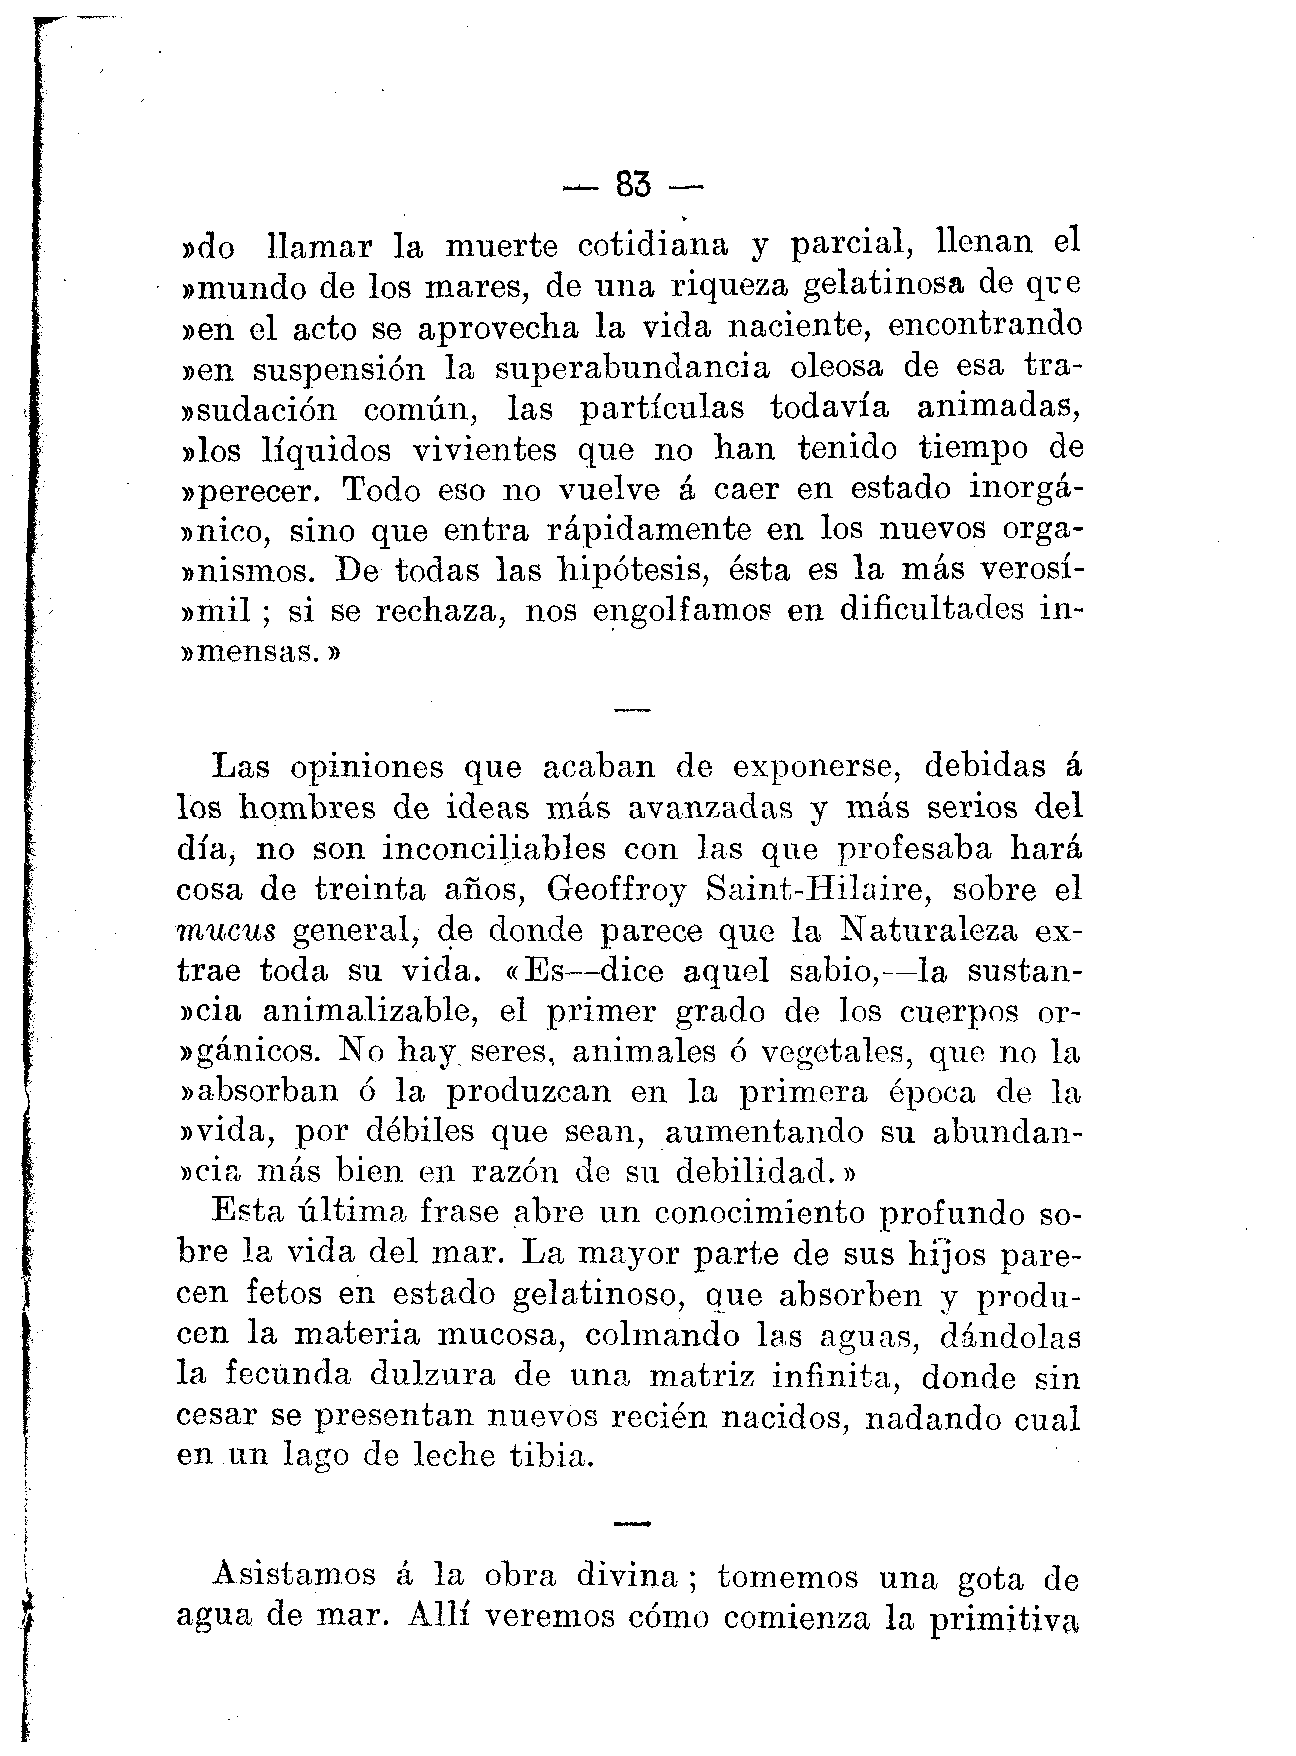 — 83 —
»do llamar la muerte cotidiana y parcial, llenan el
»mundo de los mares, de una riqueza gelatinosa de que
»en el acto se aprovecha la vida naciente, encontrando
»en suspensión la superabundancia oleosa de esa tra-
»sudación común, las partículas todavía animadas,
»los líquidos vivientes que no han tenido tiempo de
»perecer. Todo eso no vuelve á caer en estado inorgá-
»nico, sino que entra rápidamente en los nuevos orga-
»nismos. De todas las hipótesis, ésta es la más verosí-
»mil ; si se rechaza, nos engolfamos en dificultades in-
»mensas. »
—
Las opiniones que acaban de exponerse, debidas á
los hombres de ideas más avanzadas y más serios del
día, no son inconciliables con las que profesaba hará
cosa de treinta años, Geoffroy Saint-Hilaire, sobre el
mucus general, de donde parece que la Naturaleza ex-
trae toda su vida. «Es—dice aquel sabio,—la sustan-
»cia animalizable, el primer grado de los cuerpos or-
»gánicos. No hay seres, animales ó vegetales, que no la
»absorban ó la produzcan en la primera época de la
»vida, por débiles que sean, aumentando su abundan-
»cia más bien en razón de su debilidad. »
Esta última frase abre un conocimiento profundo so-
bre la vida del mar. La mayor parte de sus hijos pare-
cen fetos en estado gelatinoso, que absorben y produ-
cen la materia mucosa, colmando las aguas, dándolas
la fecunda dulzura de una matriz infinita, donde sin
cesar se presentan nuevos recién nacidos, nadando cual
en un lago de leche tibia.
—
Asistamos á la obra divina ; tomemos una gota de
agua de mar. Allí veremos cómo comienza la primitiva